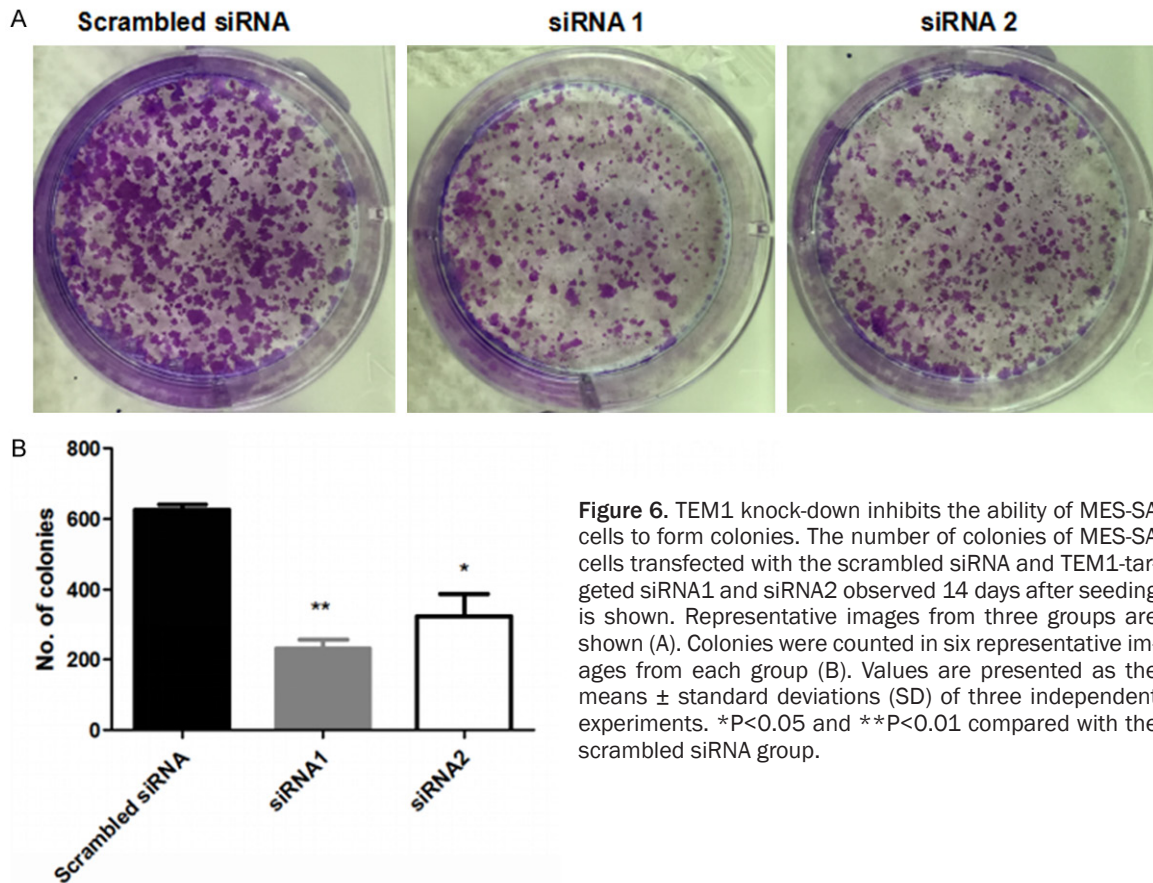 A
Scrambled siRNA
siRNA 1
siRNA 2
B
800
600
400
200
0
No. of colonies
**
*
Scrambled siRNA
siRNA1
siRNA2
Figure 6. TEM1 knock-down inhibits the ability of MES-SA
cells to form colonies. The number of colonies of MES-SA
cells transfected with the scrambled siRNA and TEM1-tar-
geted siRNA1 and siRNA2 observed 14 days after seeding
is shown. Representative images from three groups are
shown (A). Colonies were counted in six representative im-
ages from each group (B). Values are presented as the
means ± standard deviations (SD) of three independent
experiments. *P<0.05 and **P<0.01 compared with the
scrambled siRNA group.